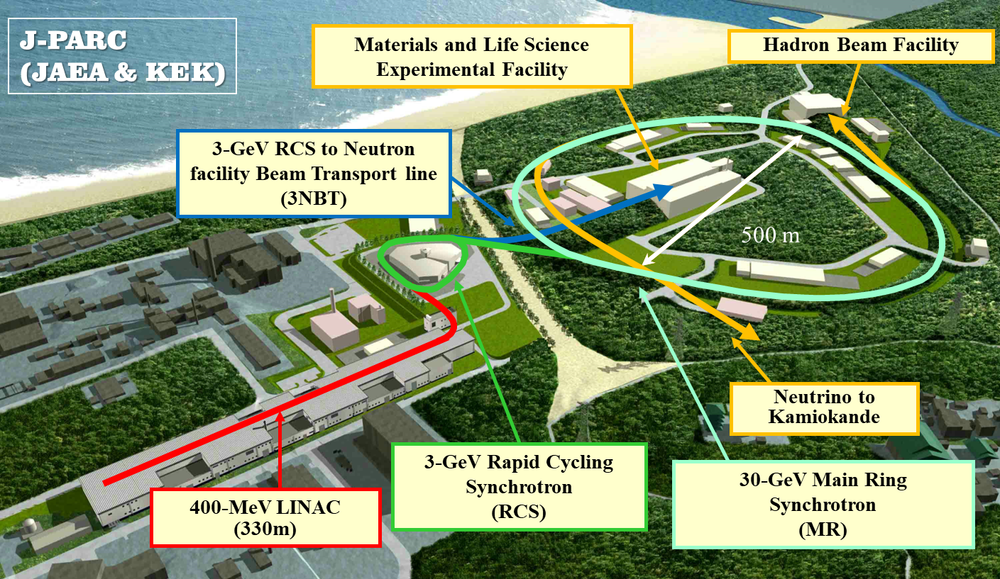 J-PARC
(JAEA & KEK)
Materials and Life Science
Experimental Facility
Hadron Beam Facility
3-GeV RCS to Neutron
facility Beam Transport line
(3NBT)
500 m
Neutrino to
Kamiokande
3-GeV Rapid Cycling
Synchrotron
(RCS)
30-GeV Main Ring
Synchrotron
(MR)
400-MeV LINAC
(330m)